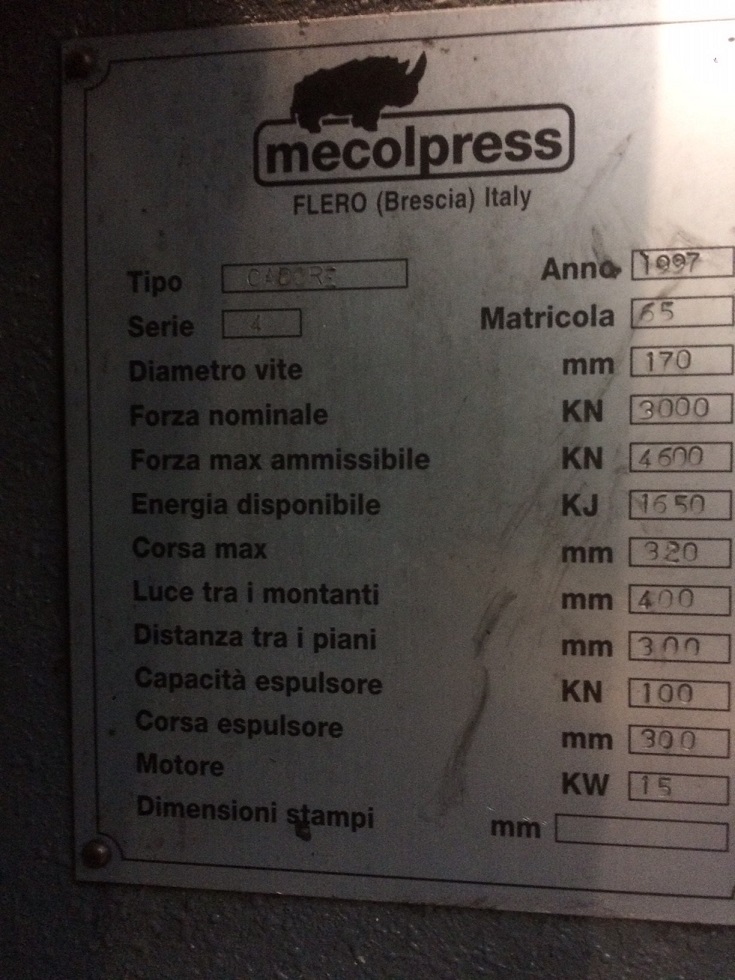 mecolpress
FLERO (Brescia) Italy
Tipo CADORE Anno 1997
Serie 4 Matricola 65
Diametro vite mm 170
Forza nominale KN 3000
Forza max ammissibile KN 4600
Energia disponibile KJ 1650
Corsa max mm 320
Luce tra i montanti mm 400
Distanza tra i piani mm 300
Capacità espulsore KN 100
Corsa espulsore mm 300
Motore KW 15
Dimensioni stampi mm